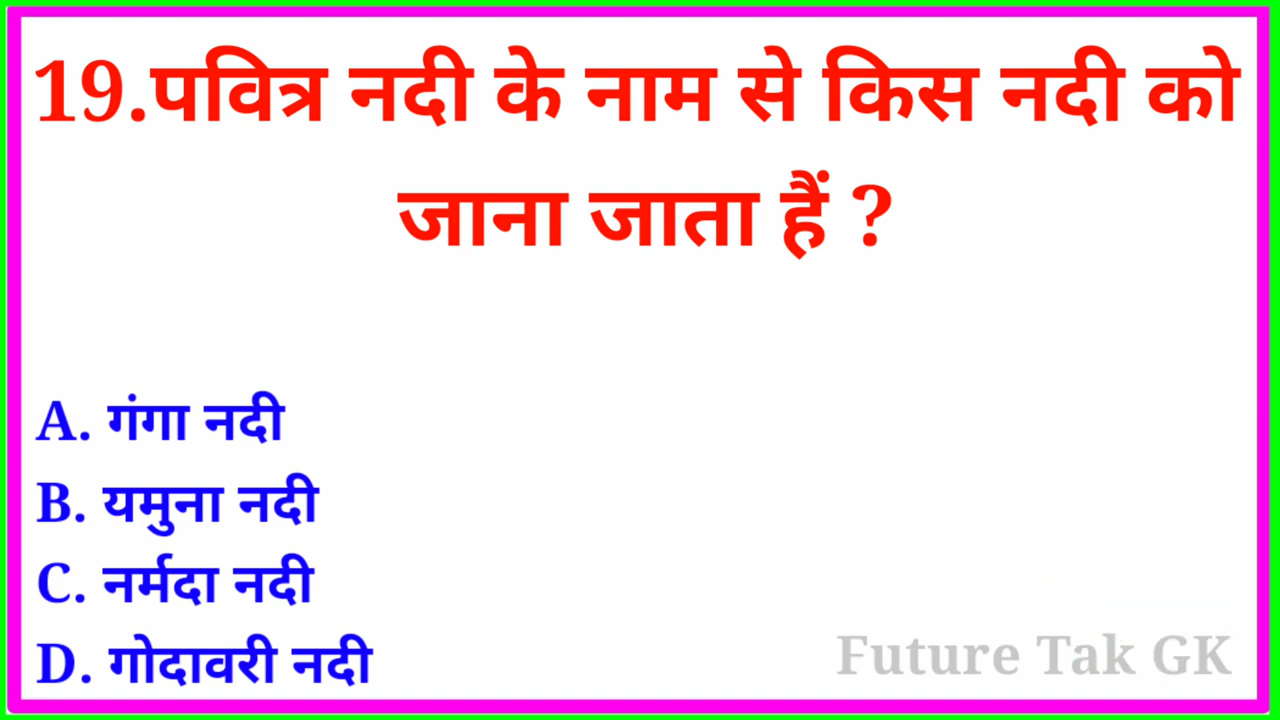 19.पवित्र नदी के नाम से किस नदी को
जाना जाता हैं ?
A. गंगा नदी
B. यमुना नदी
C. नर्मदा नदी
D. गोदावरी नदी
Future Tak GK